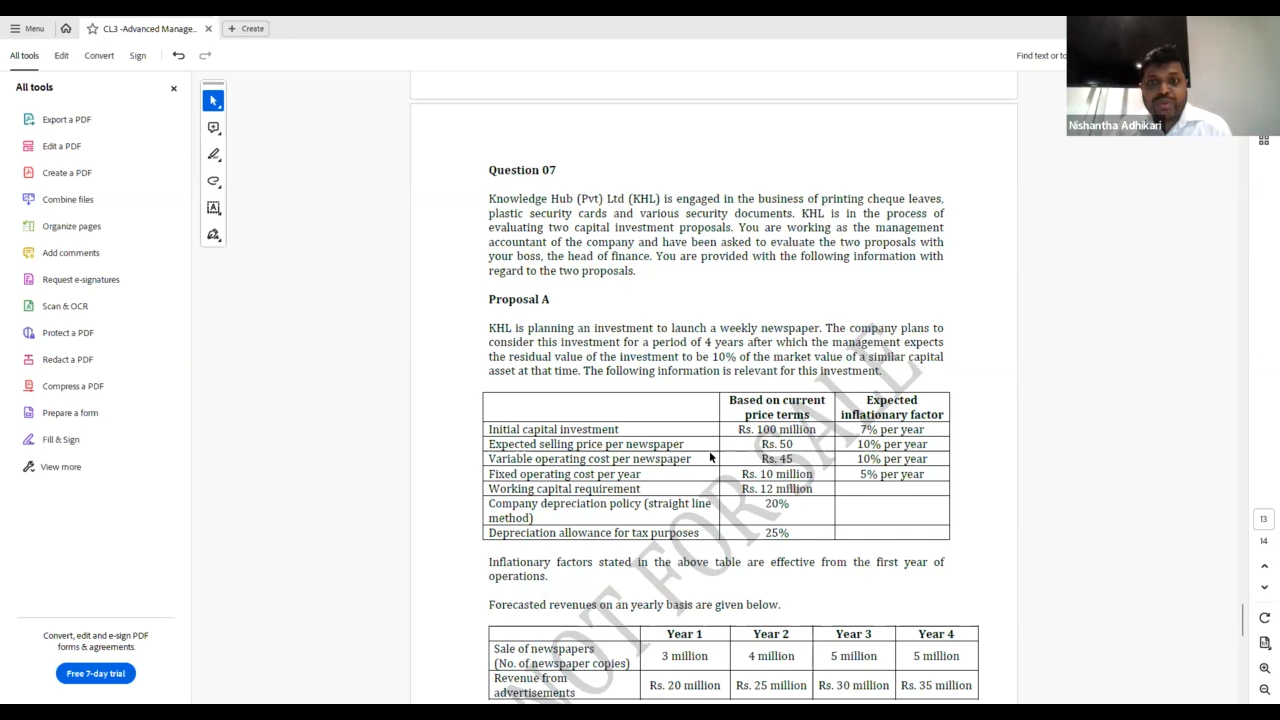 Menu
CL3 -Advanced Manage...
Create
All tools
Edit
Convert
Sign
Find text or to
Nishantha Adhikari
All tools
Export a PDF
Edit a PDF
Create a PDF
Combine files
Organize pages
Add comments
Request e-signatures
Scan & OCR
Protect a PDF
Redact a PDF
Compress a PDF
Prepare a form
Fill & Sign
View more
Convert, edit and e-sign PDF
forms & agreements.
Free 7-day trial
Question 07
Knowledge Hub (Pvt) Ltd (KHL) is engaged in the business of printing cheque leaves,
plastic security cards and various security documents. KHL is in the process of
evaluating two capital investment proposals. You are working as the management
accountant of the company and have been asked to evaluate the two proposals with
your boss, the head of finance. You are provided with the following information with
regard to the two proposals.
Proposal A
KHL is planning an investment to launch a weekly newspaper. The company plans to
consider this investment for a period of 4 years after which the management expects
the residual value of the investment to be 10% of the market value of a similar capital
asset at that time. The following information is relevant for this investment.
Based on current price terms Expected inflationary factor
Initial capital investment Rs. 100 million 7% per year
Expected selling price per newspaper Rs. 50 10% per year
Variable operating cost per newspaper Rs. 45 10% per year
Fixed operating cost per year Rs. 10 million 5% per year
Working capital requirement Rs. 12 million
Company depreciation policy (straight line method) 20%
Depreciation allowance for tax purposes 25%
Inflationary factors stated in the above table are effective from the first year of
operations.
Forecasted revenues on an yearly basis are given below.
Year 1 Year 2 Year 3 Year 4
Sale of newspapers (No. of newspaper copies) 3 million 4 million 5 million 5 million
Revenue from advertisements Rs. 20 million Rs. 25 million Rs. 30 million Rs. 35 million
NOT FOR SALE
13
14